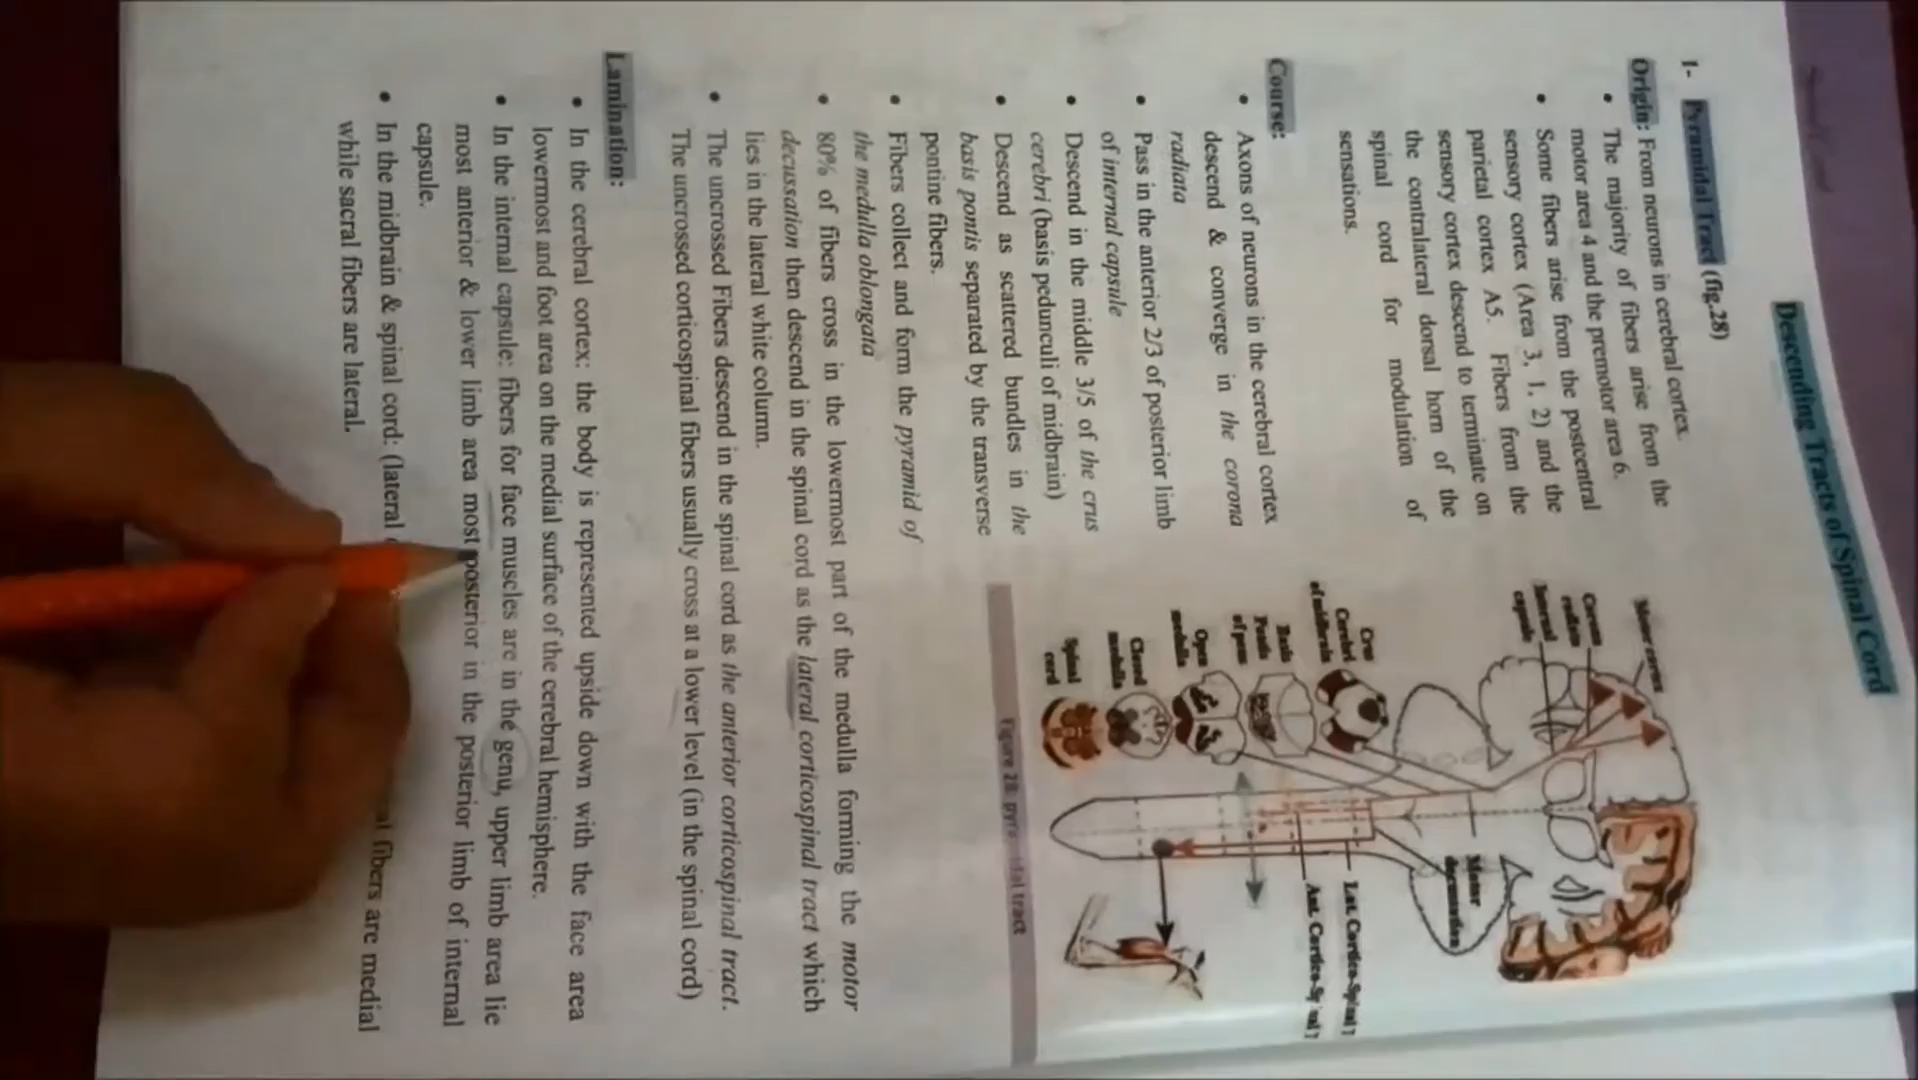 Descending Tracts of Spinal Cord
1- Pyramidal Tract (fig.28)
Origin: From neurons in cerebral cortex.
• The majority of fibers arise from the
motor area 4 and the premotor area 6.
• Some fibers arise from the postcentral
sensory cortex (Area 3, 1, 2) and the
parietal cortex A5. Fibers from the
sensory cortex descend to terminate on
the contralateral dorsal horn of the
spinal cord for modulation of
sensations.
Course:
• Axons of neurons in the cerebral cortex
descend & converge in the corona
radiata
• Pass in the anterior 2/3 of posterior limb
of internal capsule
• Descend in the middle 3/5 of the crus
cerebri (basis pedunculi of midbrain)
• Descend as scattered bundles in the
basis pontis separated by the transverse
pontine fibers.
• Fibers collect and form the pyramid of
the medulla oblongata
Motor cortex
Corona
radiata
Internal
capsule
Crus
Cerebri
of midbrain
Basis
Pontis
of pons
Open
medulla
Closed
medulla
Spinal
cord
Motor
decussation
Lat. Cortico-Spinal
Ant. Cortico-Sp
Figure 28: pyra
tract
• 80% of fibers cross in the lowermost part of the medulla forming the motor
decussation then descend in the spinal cord as the lateral corticospinal tract which
lies in the lateral white column.
• The uncrossed Fibers descend in the spinal cord as the anterior corticospinal tract.
The uncrossed corticospinal fibers usually cross at a lower level (in the spinal cord)
Lamination:
• In the cerebral cortex: the body is represented upside down with the face area
lowermost and foot area on the medial surface of the cerebral hemisphere.
• In the internal capsule: fibers for face muscles are in the genu, upper limb area lie
most anterior & lower limb area most posterior in the posterior limb of internal
capsule.
• In the midbrain & spinal cord: (lateral fibers are medial
while sacral fibers are lateral.